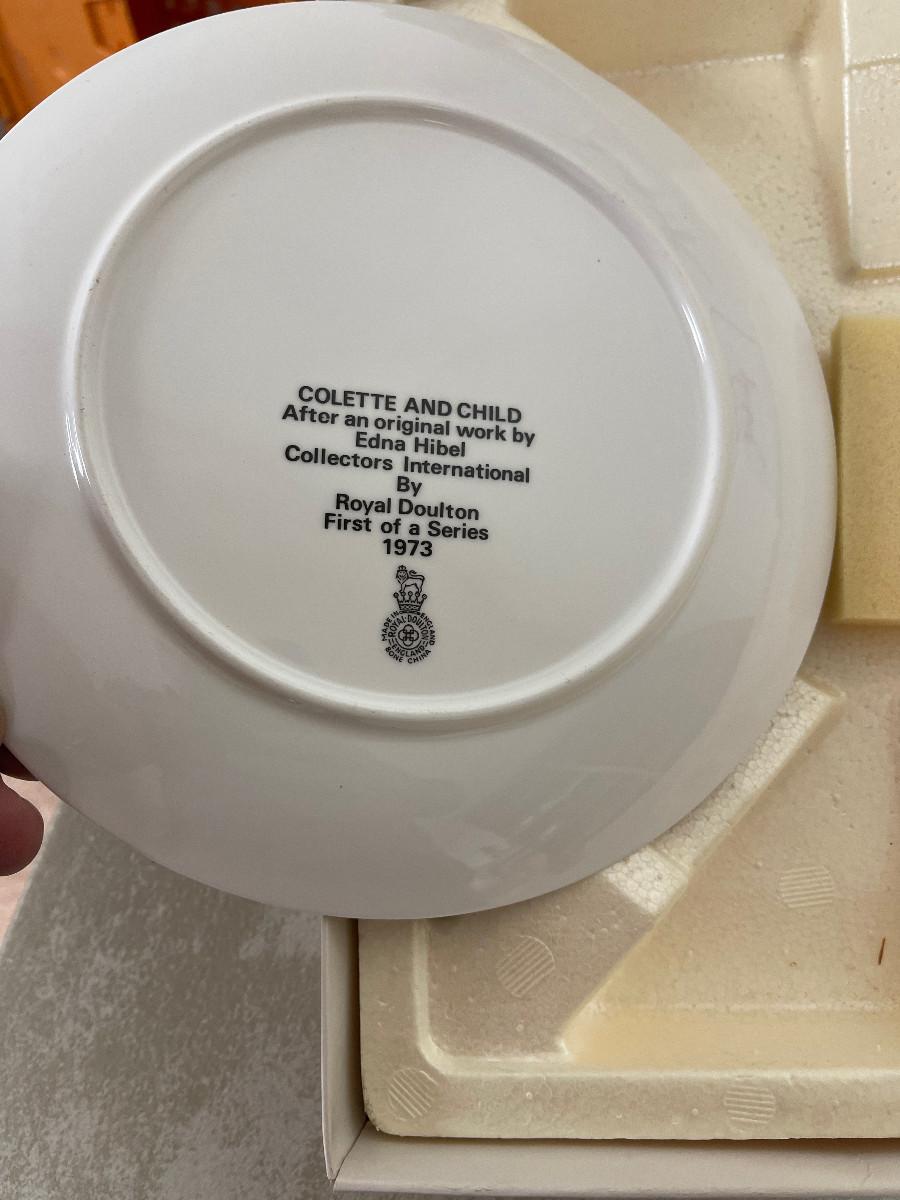 COLETTE AND CHILD
After an original work by
Edna Hibel
Collectors International
By
Royal Doulton
First of a Series
1973
MADE IN ENGLAND
ROYAL DOULTON
ENGLAND
BONE CHINA